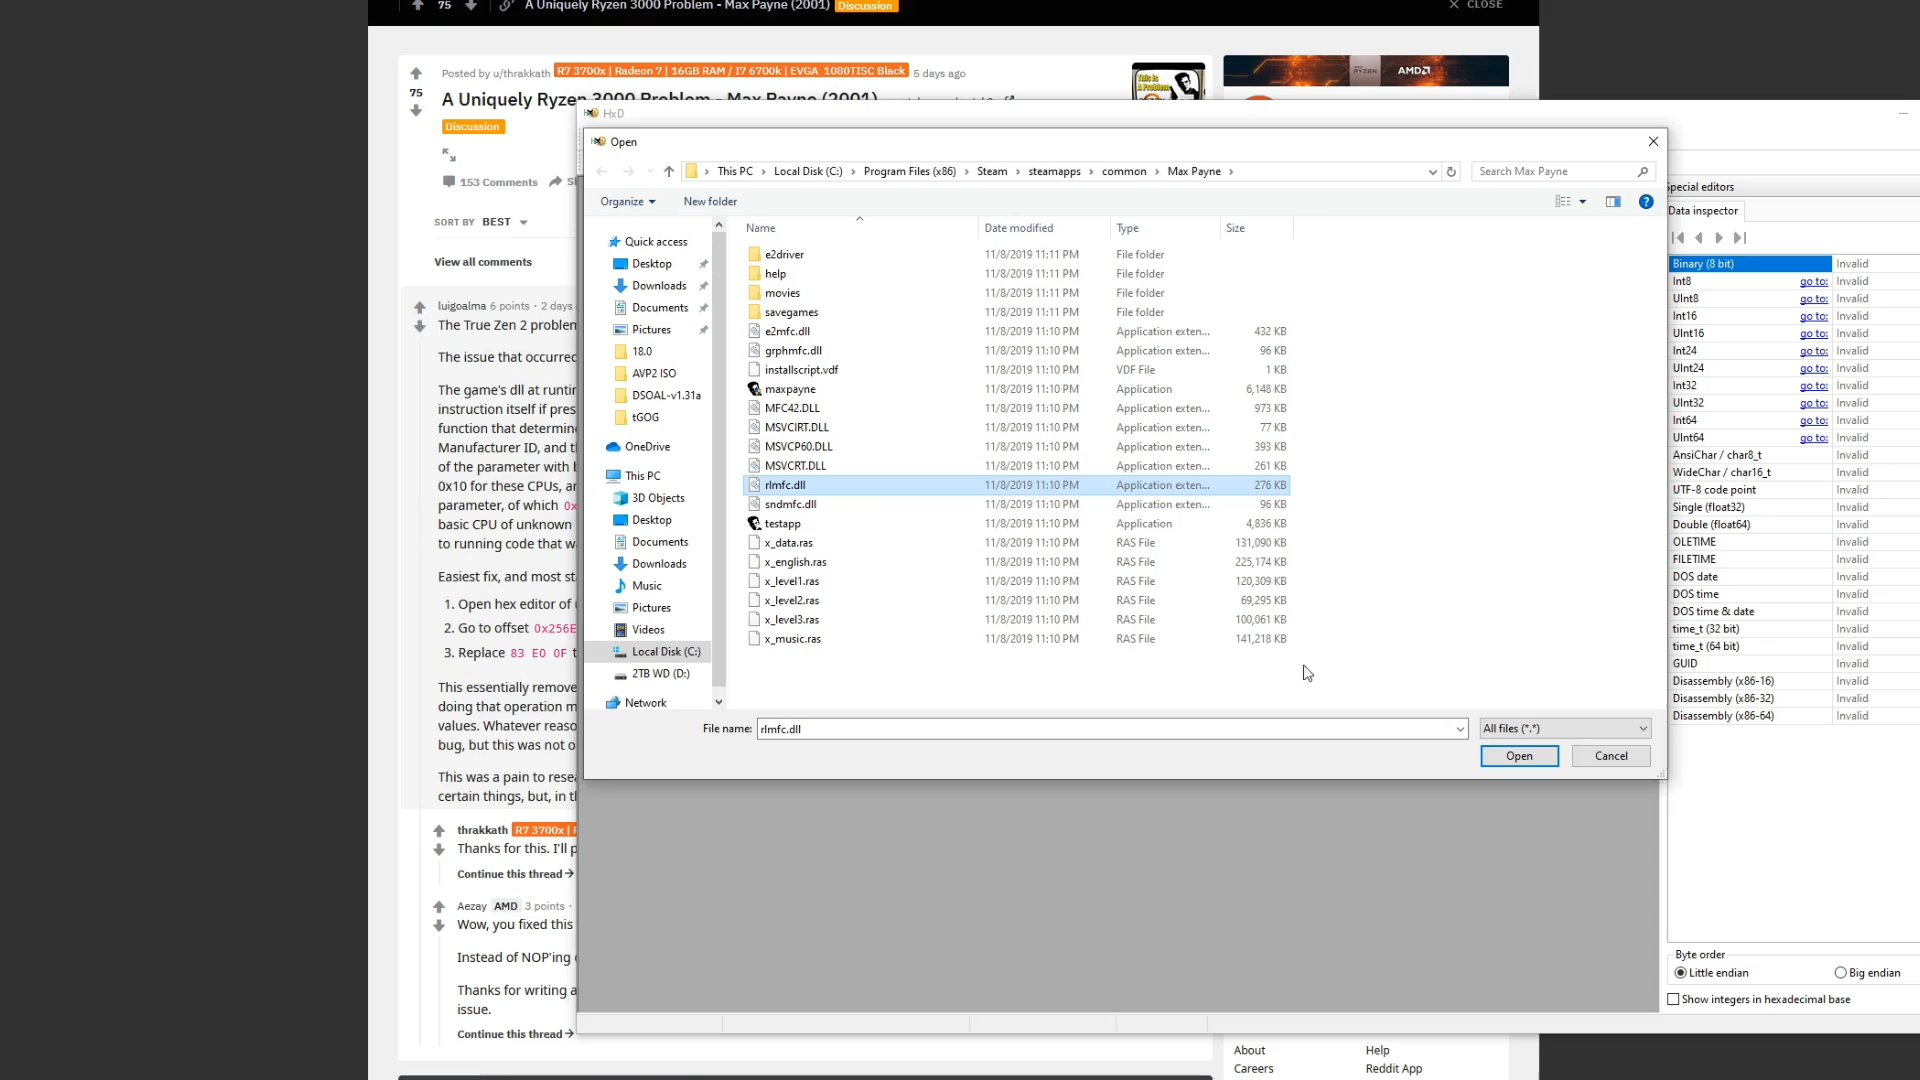 75 A Uniquely Ryzen 3000 Problem - Max Payne (2001) Discussion
CLOSE
Posted by u/thrakkath R7 3700x | Radeon 7 | 16GB RAM / I7 6700k | EVGA 1080TISC Black 5 days ago
75
A Uniquely Ryzen 3000 Problem - Max Payne (2001)
Discussion
153 Comments
SORT BY BEST
View all comments
luigoalma 6 points · 2 days
The True Zen 2 problem
The issue that occurred
The game's dll at runtin
instruction itself if pres
function that determine
Manufacturer ID, and th
of the parameter with b
0x10 for these CPUs, an
parameter, of which 0x
basic CPU of unknown
to running code that wa
Easiest fix, and most sta
1. Open hex editor of u
2. Go to offset 0x256E
3. Replace 83 E0 0F t
This essentially remove
doing that operation m
values. Whatever reaso
bug, but this was not o
This was a pain to resea
certain things, but, in th
thrakkath R7 3700x |
Thanks for this. I'll p
Continue this thread
Aezay AMD 3 points ·
Wow, you fixed this
Instead of NOP'ing
Thanks for writing a
issue.
Continue this thread
RYZEN AMD
This is
a Problem
HxD
Open
This PC Local Disk (C:) Program Files (x86) Steam steamapps common Max Payne
Search Max Payne
Organize
New folder
Quick access
Desktop
Downloads
Documents
Pictures
18.0
AVP2 ISO
DSOAL-v1.31a
tGOG
OneDrive
This PC
3D Objects
Desktop
Documents
Downloads
Music
Pictures
Videos
Local Disk (C:)
2TB WD (D:)
Network
Name Date modified Type Size
e2driver 11/8/2019 11:11 PM File folder
help 11/8/2019 11:11 PM File folder
movies 11/8/2019 11:11 PM File folder
savegames 11/8/2019 11:11 PM File folder
e2mfc.dll 11/8/2019 11:10 PM Application exten... 432 KB
grphmfc.dll 11/8/2019 11:10 PM Application exten... 96 KB
installscript.vdf 11/8/2019 11:10 PM VDF File 1 KB
maxpayne 11/8/2019 11:10 PM Application 6,148 KB
MFC42.DLL 11/8/2019 11:10 PM Application exten... 973 KB
MSVCIRT.DLL 11/8/2019 11:10 PM Application exten... 77 KB
MSVCP60.DLL 11/8/2019 11:10 PM Application exten... 393 KB
MSVCRT.DLL 11/8/2019 11:10 PM Application exten... 261 KB
rlmfc.dll 11/8/2019 11:10 PM Application exten... 276 KB
sndmfc.dll 11/8/2019 11:10 PM Application exten... 96 KB
testapp 11/8/2019 11:10 PM Application 4,836 KB
x_data.ras 11/8/2019 11:10 PM RAS File 131,090 KB
x_english.ras 11/8/2019 11:10 PM RAS File 225,174 KB
x_level1.ras 11/8/2019 11:10 PM RAS File 120,309 KB
x_level2.ras 11/8/2019 11:10 PM RAS File 69,295 KB
x_level3.ras 11/8/2019 11:10 PM RAS File 100,061 KB
x_music.ras 11/8/2019 11:10 PM RAS File 141,218 KB
File name: rlmfc.dll
All files (*.*)
Open
Cancel
Special editors
Data inspector
Binary (8 bit) Invalid
Int8 go to: Invalid
UInt8 go to: Invalid
Int16 go to: Invalid
UInt16 go to: Invalid
Int24 go to: Invalid
UInt24 go to: Invalid
Int32 go to: Invalid
UInt32 go to: Invalid
Int64 go to: Invalid
UInt64 go to: Invalid
AnsiChar / char8_t Invalid
WideChar / char16_t Invalid
UTF-8 code point Invalid
Single (float32) Invalid
Double (float64) Invalid
OLETIME Invalid
FILETIME Invalid
DOS date Invalid
DOS time Invalid
DOS time & date Invalid
time_t (32 bit) Invalid
time_t (64 bit) Invalid
GUID Invalid
Disassembly (x86-16) Invalid
Disassembly (x86-32) Invalid
Disassembly (x86-64) Invalid
Byte order
Little endian
Big endian
Show integers in hexadecimal base
About
Help
Careers
Reddit App